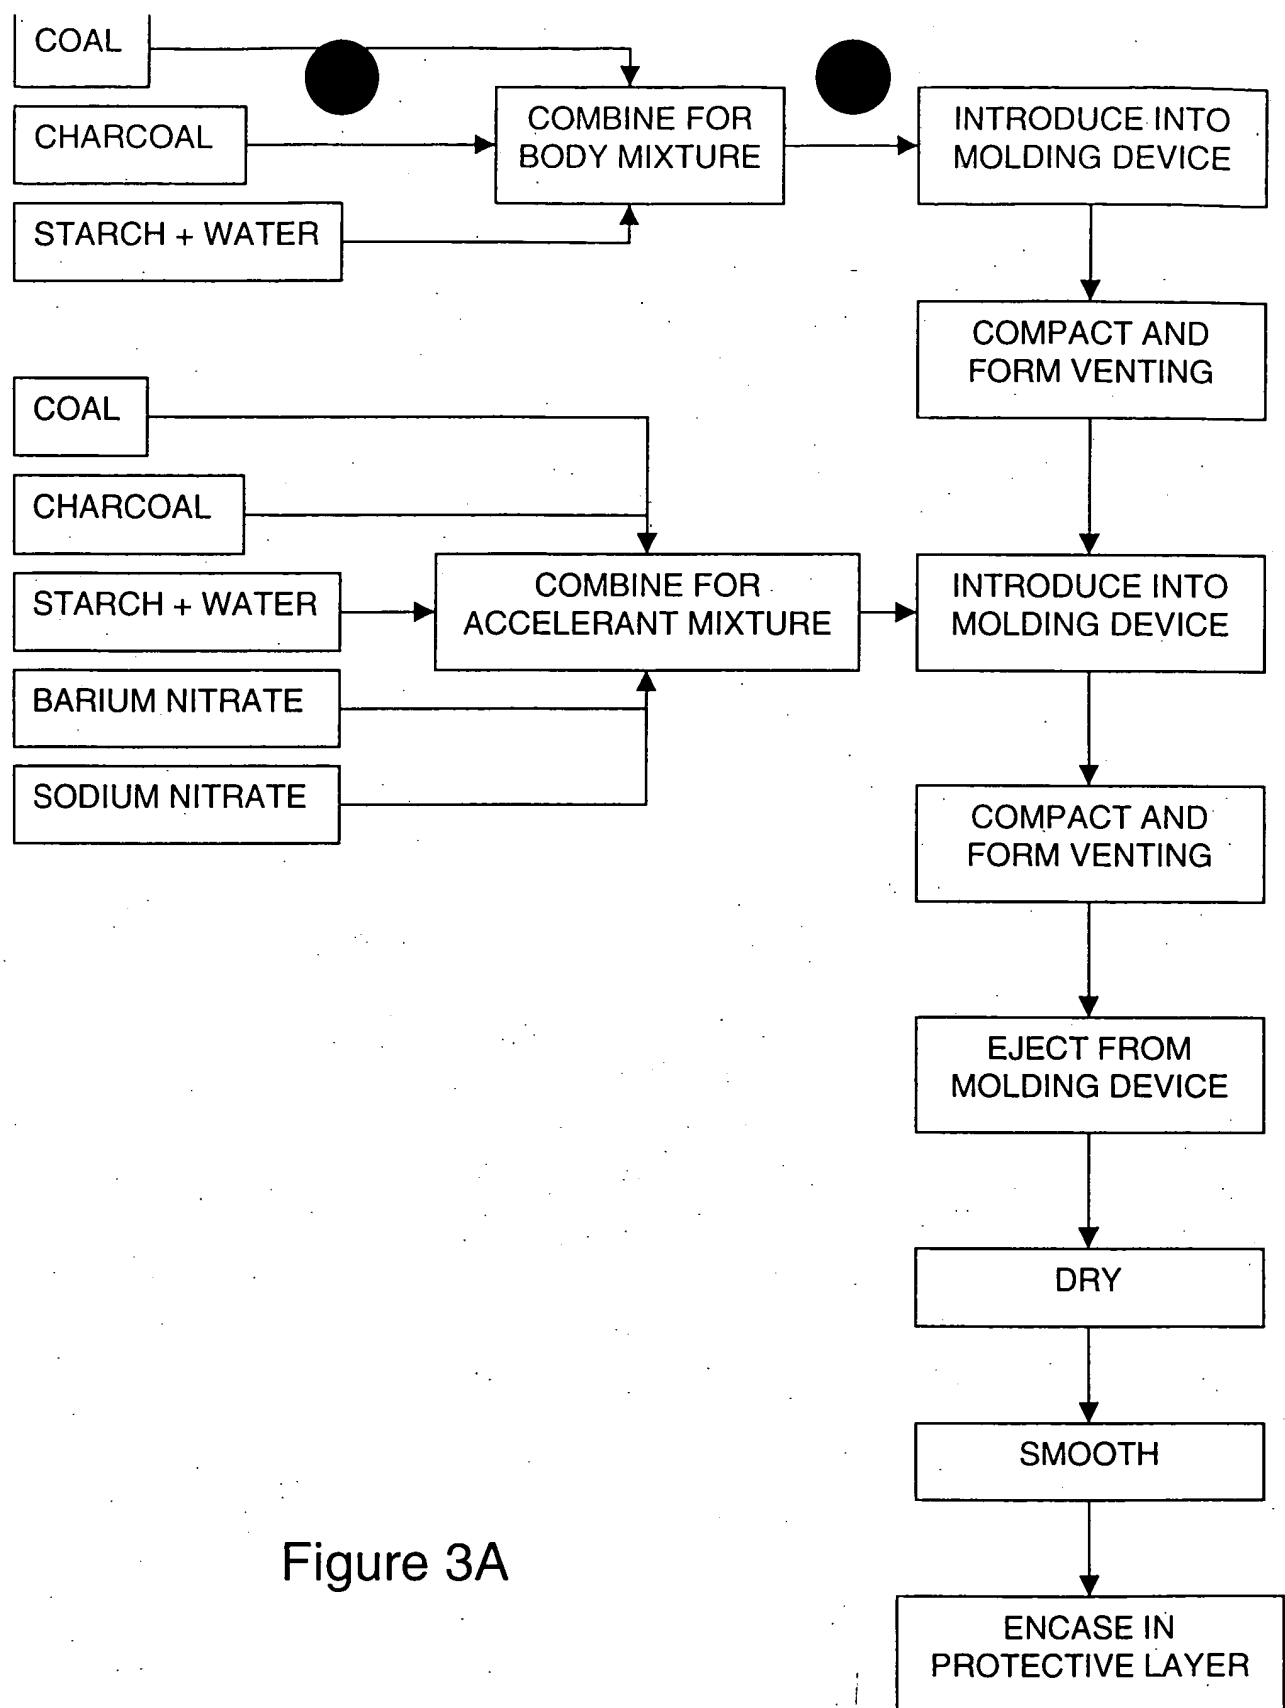 COAL
CHARCOAL
STARCH + WATER
COMBINE FOR
BODY MIXTURE
INTRODUCE INTO
MOLDING DEVICE
COMPACT AND
FORM VENTING
COAL
CHARCOAL
STARCH + WATER
BARIUM NITRATE
SODIUM NITRATE
COMBINE FOR
ACCELERANT MIXTURE
INTRODUCE INTO
MOLDING DEVICE
COMPACT AND
FORM VENTING
EJECT FROM
MOLDING DEVICE
DRY
SMOOTH
ENCASE IN
PROTECTIVE LAYER
Figure 3A